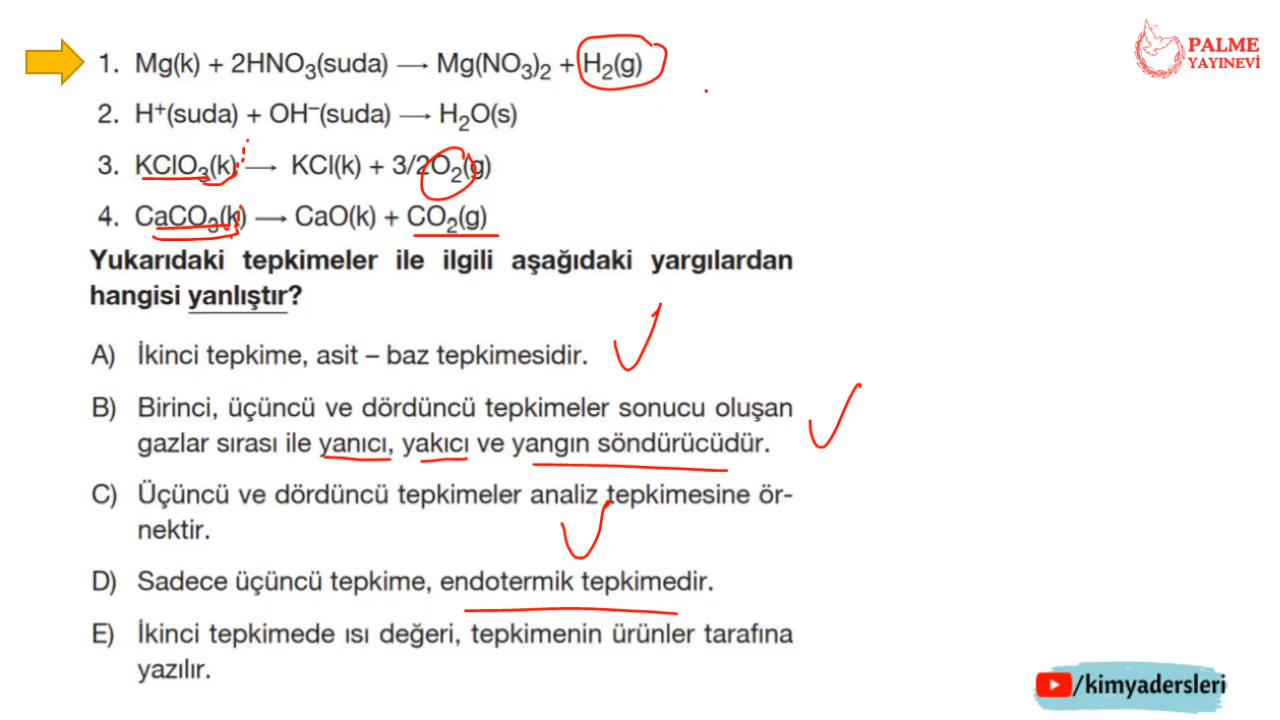 PALME
YAYINEVİ
1. Mg(k) + 2HNO₃(suda) ⟶ Mg(NO₃)₂ + H₂(g)
2. H⁺(suda) + OH⁻(suda) ⟶ H₂O(s)
3. KClO₃(k) ⟶ KCl(k) + 3/2O₂(g)
4. CaCO₃(k) ⟶ CaO(k) + CO₂(g)
Yukarıdaki tepkimeler ile ilgili aşağıdaki yargılardan
hangisi yanlıştır?
A) İkinci tepkime, asit – baz tepkimesidir.
B) Birinci, üçüncü ve dördüncü tepkimeler sonucu oluşan
gazlar sırası ile yanıcı, yakıcı ve yangın söndürücüdür.
C) Üçüncü ve dördüncü tepkimeler analiz tepkimesine ör-
nektir.
D) Sadece üçüncü tepkime, endotermik tepkimedir.
E) İkinci tepkimede ısı değeri, tepkimenin ürünler tarafına
yazılır.
/kimyadersleri